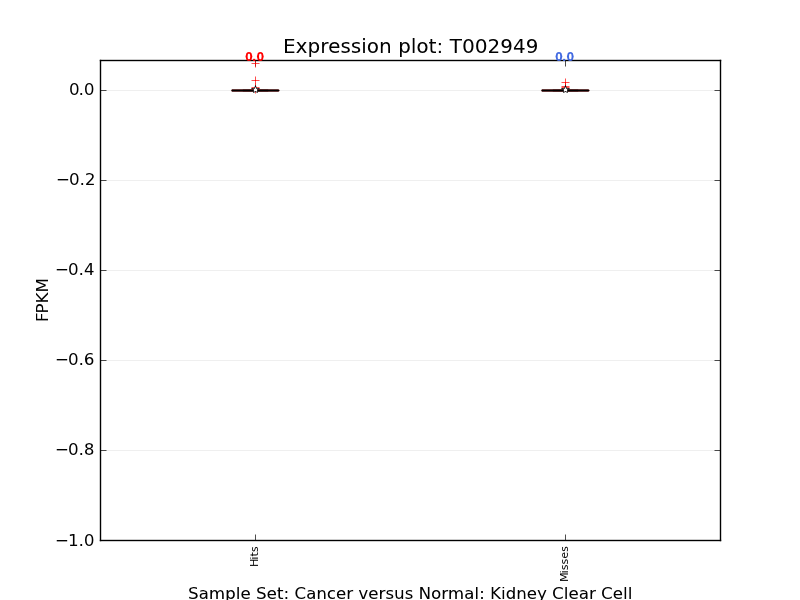 Expression plot: T002949
0.0 0.0
0.0
−0.2
−0.4
FPKM
−0.6
−0.8
−1.0
Hits
Misses
Sample Set: Cancer versus Normal: Kidney Clear Cell